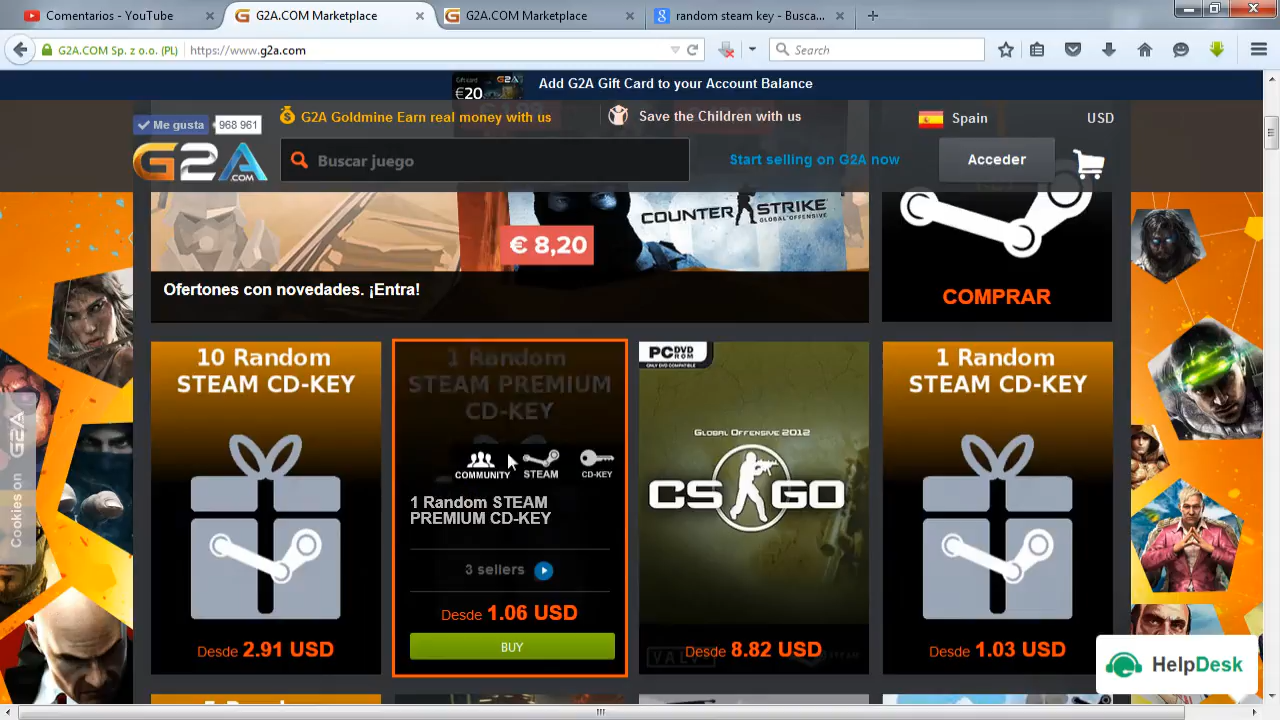 Comentarios - YouTube
G2A.COM Marketplace
G2A.COM Marketplace
random steam key - Busca...
G2A.COM Sp. z o.o. (PL)
https://www.g2a.com
Search
€20
Add G2A Gift Card to your Account Balance
Me gusta
968 961
G2A Goldmine Earn real money with us
Save the Children with us
Spain
USD
G2A
.COM
Buscar juego
Start selling on G2A now
Acceder
COUNTER STRIKE
GLOBAL OFFENSIVE
€ 8,20
Ofertones con novedades. ¡Entra!
COMPRAR
10 Random
STEAM CD-KEY
Desde 2.91 USD
1 Random
STEAM PREMIUM
CD-KEY
COMMUNITY
STEAM
CD-KEY
1 Random STEAM
PREMIUM CD-KEY
3 sellers
Desde 1.06 USD
BUY
PC DVD
ROM
GLOBAL OFFENSIVE 2012
CS GO
VALVE
STEAM
Desde 8.82 USD
1 Random
STEAM CD-KEY
Desde 1.03 USD
Cookies on G2A
HelpDesk